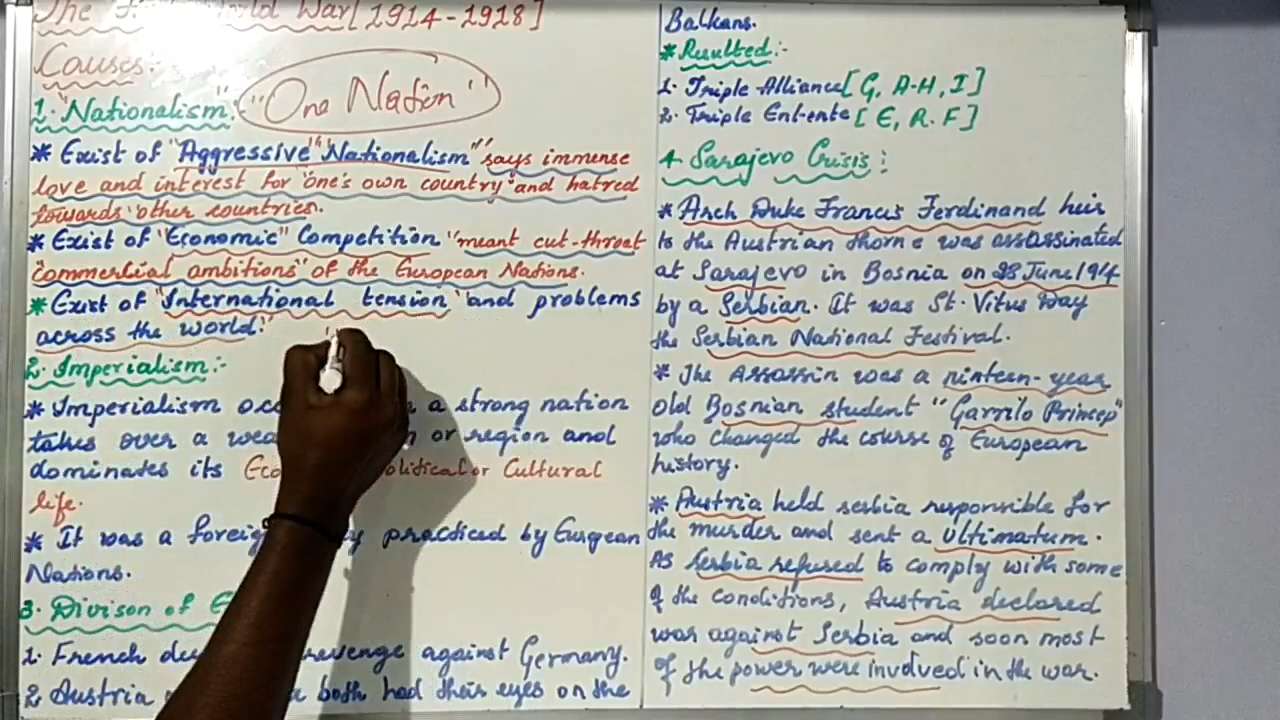 The World War [1914-1918]
Causes:
"One Nation"
1. "Nationalism":
* Exist of "Aggressive" "Nationalism" "says immense
love and interest for "one's own country" and hatred
towards other countries.
* Exist of "Economic" Competition "meant cut-throat
commercial ambitions" of the European Nations.
* Exist of "International tension" and problems
across the world."
2. Imperialism:-
* Imperialism a strong nation
takes over a or region and
dominates its political or Cultural
life.
* It was a practiced by European
Nations.
3. Divison of
1. French revenge against Germany.
2. Austria both had their eyes on the
Balkans.
* Resulted:-
1. Triple Alliance [G, A-H, I]
2. Triple Entente [E, R. F]
4. Sarajevo Crisis:
* Arch Duke Francis Ferdinand heir
to the Austrian thorne was assassinated
at Sarajevo in Bosnia on 28 June 1914
by a Serbian. It was St. Vitus Day
the Serbian National Festival.
* The Assassin was a ninteen-year
old Bosnian student "Gavrilo Princep"
who changed the course of European
history.
* Austria held serbia responsible for
the murder and sent a Ultimatum.
As Serbia refused to comply with some
of the conditions, Austria declared
war against Serbia and soon most
of the power were involved in the war.